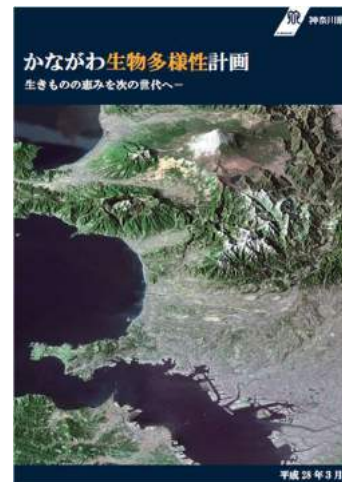 神奈川県
かながわ生物多様性計画
生きものの恵みを次の世代へー
平成28年3月